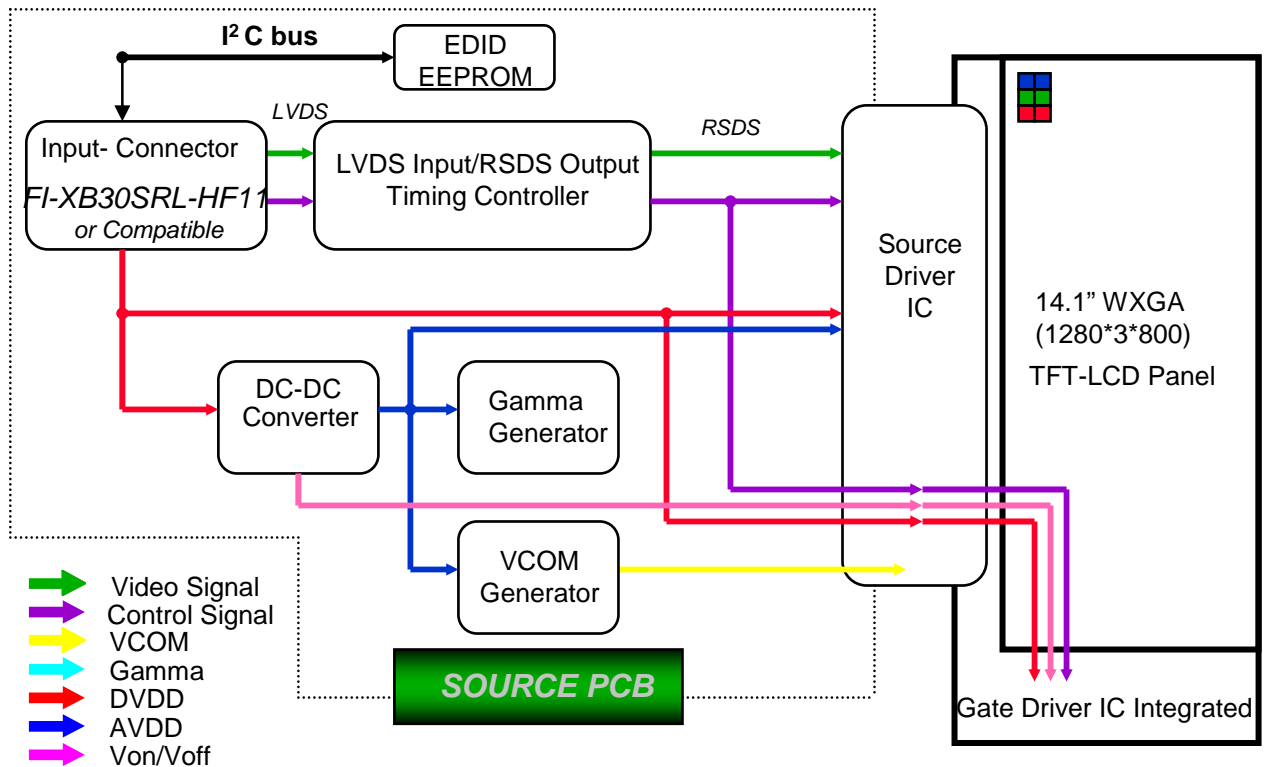 I² C bus
EDID
EEPROM
LVDS
RSDS
Input- Connector
FI-XB30SRL-HF11
or Compatible
LVDS Input/RSDS Output
Timing Controller
Source
Driver
IC
14.1” WXGA
(1280*3*800)
TFT-LCD Panel
DC-DC
Converter
Gamma
Generator
VCOM
Generator
Video Signal
Control Signal
VCOM
Gamma
DVDD
AVDD
Von/Voff
SOURCE PCB
Gate Driver IC Integrated